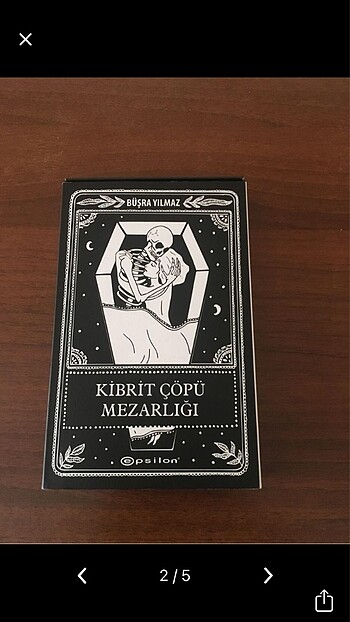 BÜŞRA YILMAZ
KİBRİT ÇÖPÜ
MEZARLIĞI
epsilon
2/5